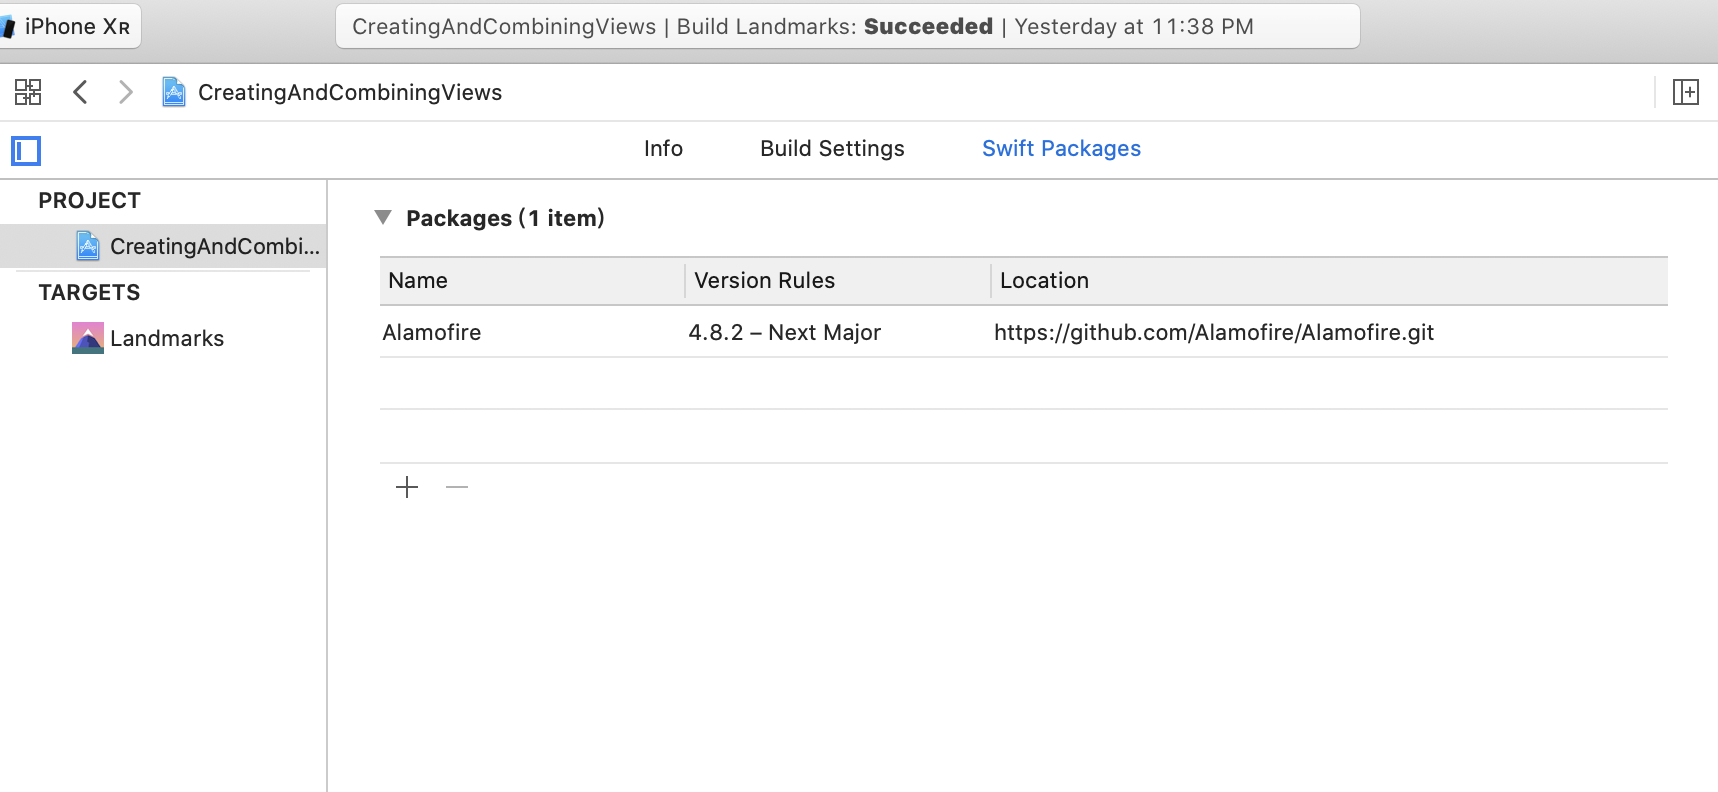 iPhone XR
CreatingAndCombiningViews | Build Landmarks: Succeeded | Yesterday at 11:38 PM
CreatingAndCombiningViews
Info Build Settings Swift Packages
PROJECT
CreatingAndCombi...
TARGETS
Landmarks
Packages (1 item)
Name Version Rules Location
Alamofire 4.8.2 – Next Major https://github.com/Alamofire/Alamofire.git